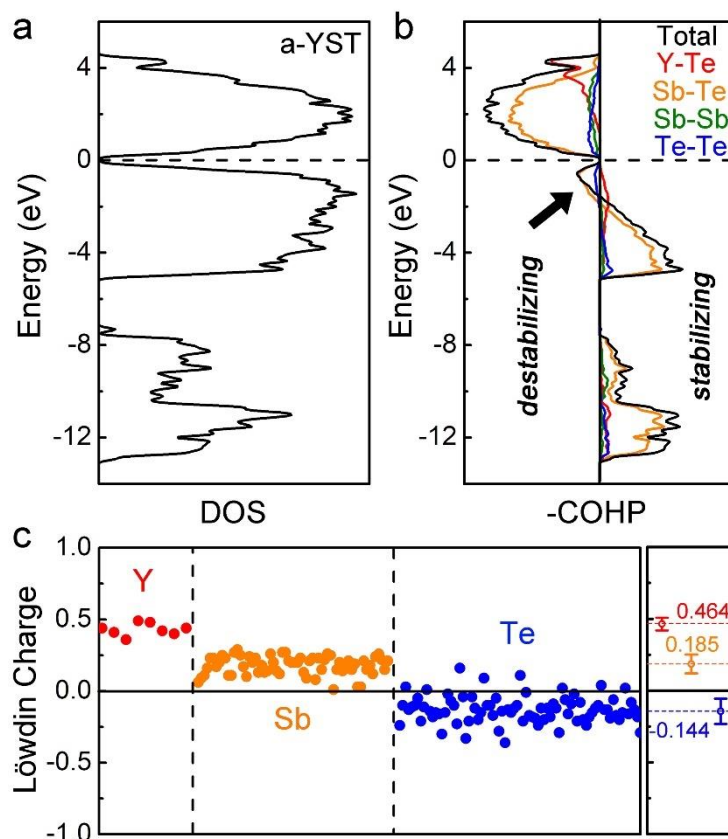 a
a-YST
Energy (eV)
4
0
-4
-8
-12
DOS
b
Total
Y-Te
Sb-Te
Sb-Sb
Te-Te
Energy (eV)
4
0
-4
-8
-12
destabilizing
stabilizing
-COHP
c
Löwdin Charge
1.0
0.5
0.0
-0.5
-1.0
Y
Sb
Te
0.464
0.185
-0.144